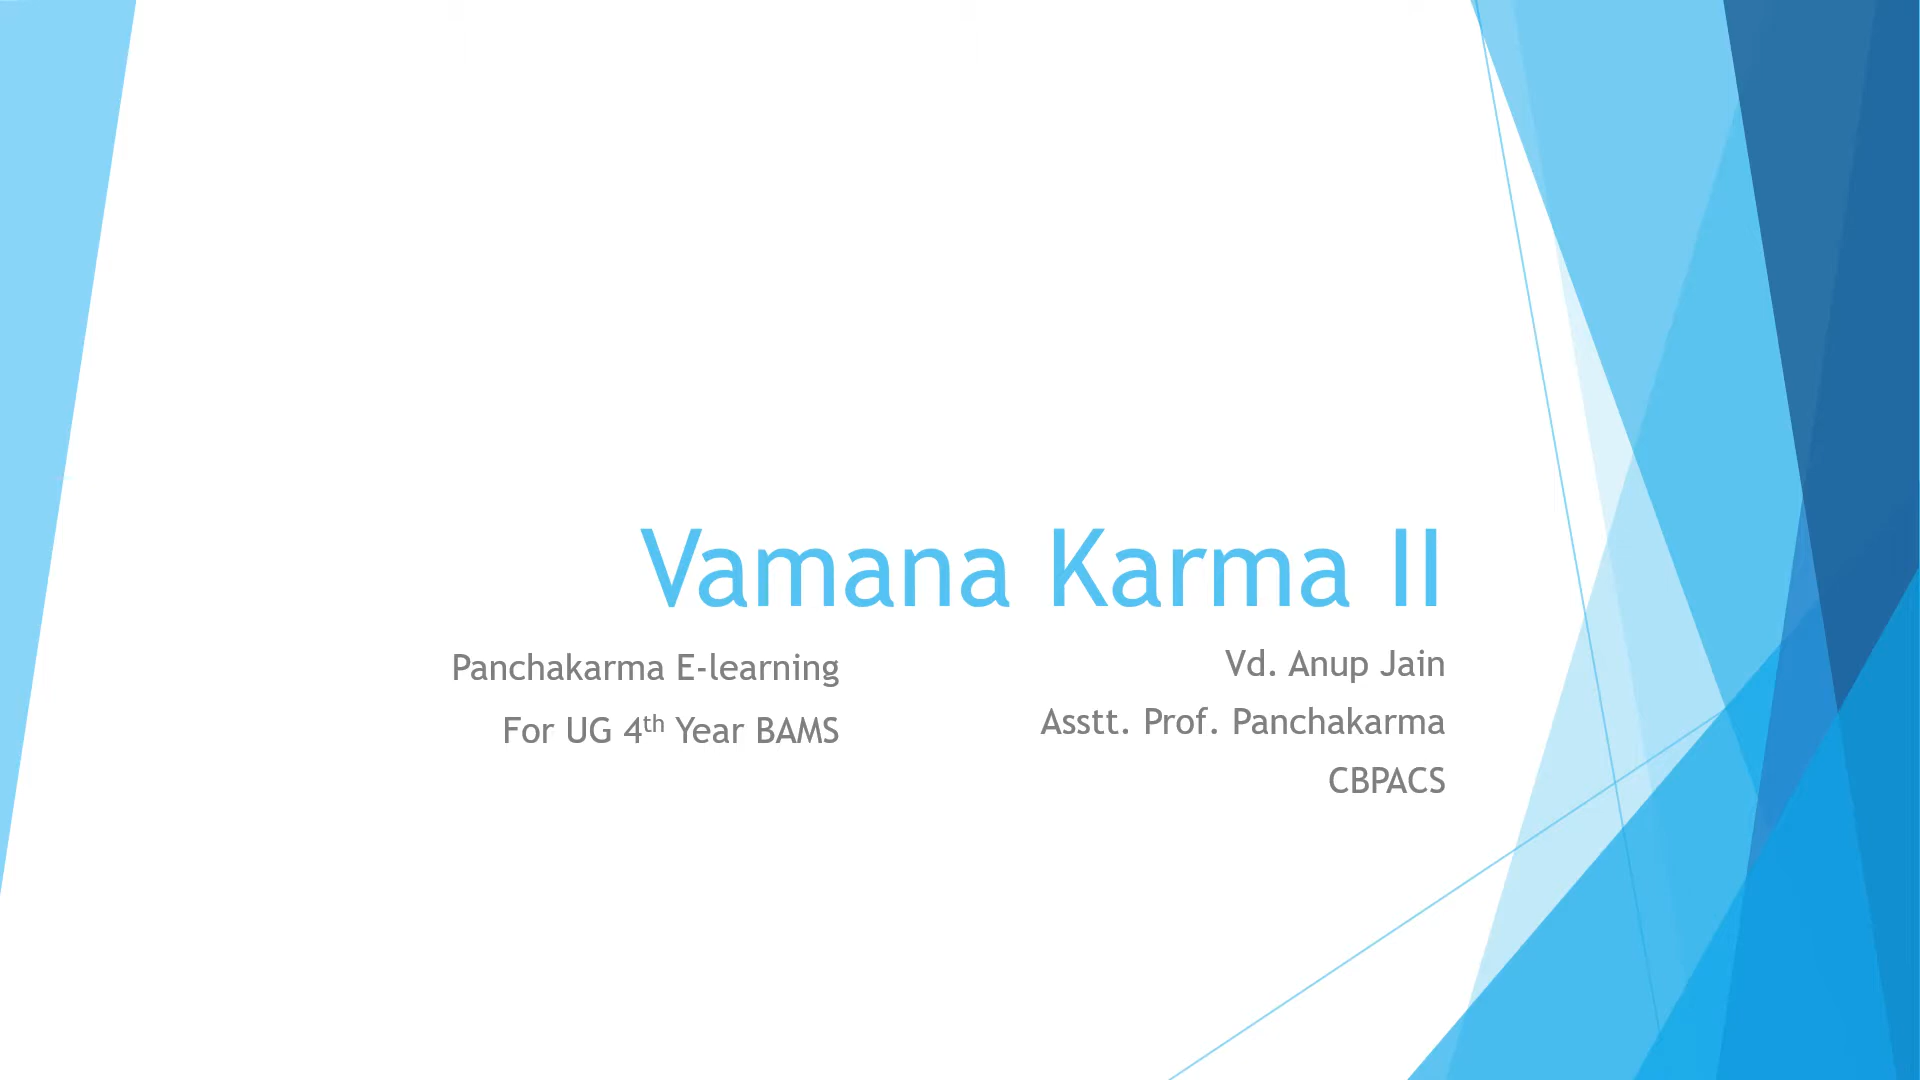 Vamana Karma II
Panchakarma E-learning
For UG 4th Year BAMS
Vd. Anup Jain
Asstt. Prof. Panchakarma
CBPACS